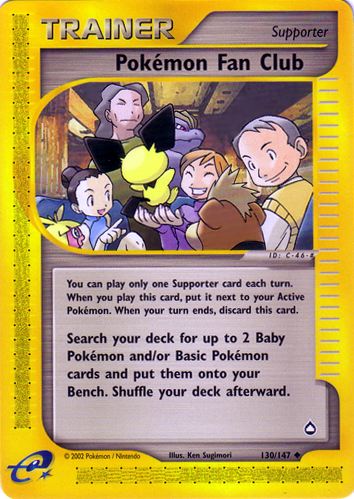 TRAINER
Supporter
Pokémon Fan Club
ID: C-46-#
You can play only one Supporter card each turn.
When you play this card, put it next to your Active
Pokémon. When your turn ends, discard this card.
Search your deck for up to 2 Baby
Pokémon and/or Basic Pokémon
cards and put them onto your
Bench. Shuffle your deck afterward.
© 2002 Pokémon / Nintendo
Illus. Ken Sugimori
130/147
e